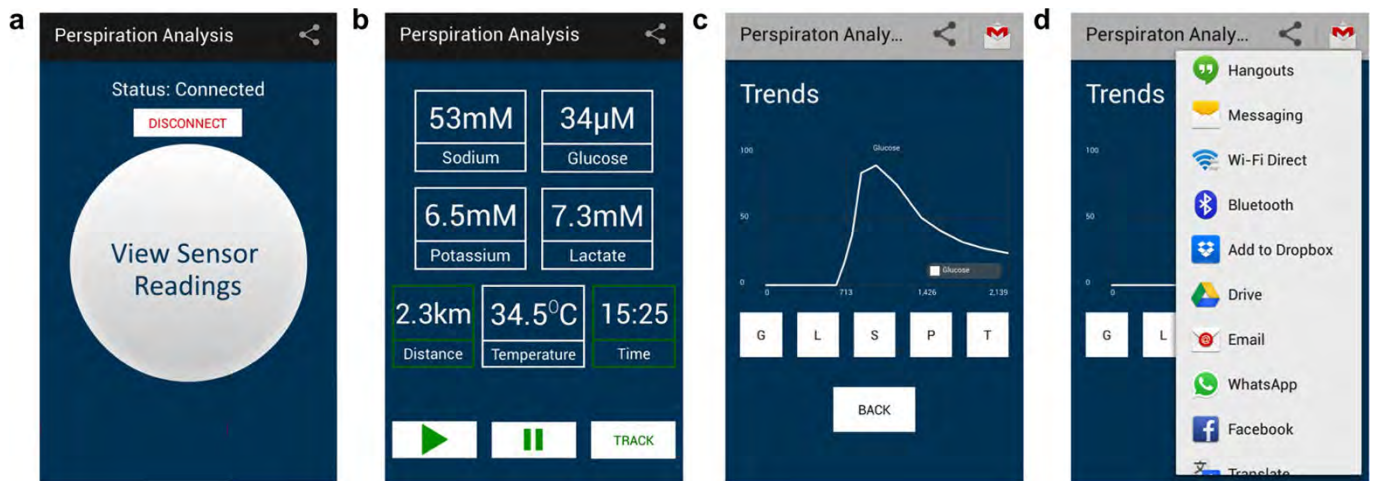 a
Perspiration Analysis
Status: Connected
DISCONNECT
View Sensor
Readings
b
Perspiration Analysis
53mM
Sodium
34µM
Glucose
6.5mM
Potassium
7.3mM
Lactate
2.3km
Distance
34.5⁰C
Temperature
15:25
Time
TRACK
c
Perspiraton Analy...
Trends
Glucose
100
50
0
0
713
1,426
2,139
Glucose
G
L
S
P
T
BACK
d
Perspiraton Analy...
Trends
100
50
0
0
G
L
Hangouts
Messaging
Wi-Fi Direct
Bluetooth
Add to Dropbox
Drive
Email
WhatsApp
Facebook
Translate